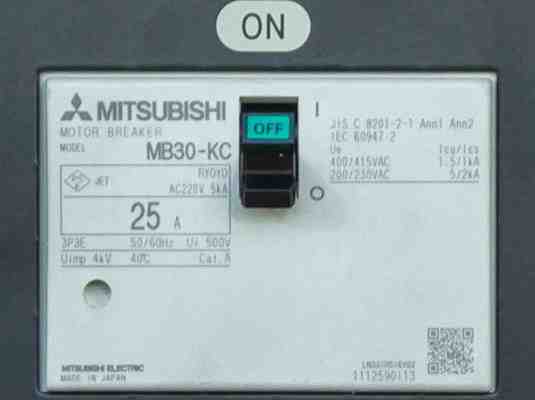 ON
MITSUBISHI
MOTOR BREAKER
MODEL MB30-KC
OFF
I
O
JET
RYOYO
AC220V 5kA
25 A
3P3E 50/60Hz Ui 500V
Uimp 4kV 40℃ Cat.A
JIS C 8201-2-1 Ann1 Ann2
IEC 60947-2
Ue Icu/Ics
400/415VAC 1.5/1kA
200/230VAC 5/2kA
MITSUBISHI ELECTRIC
MADE IN JAPAN